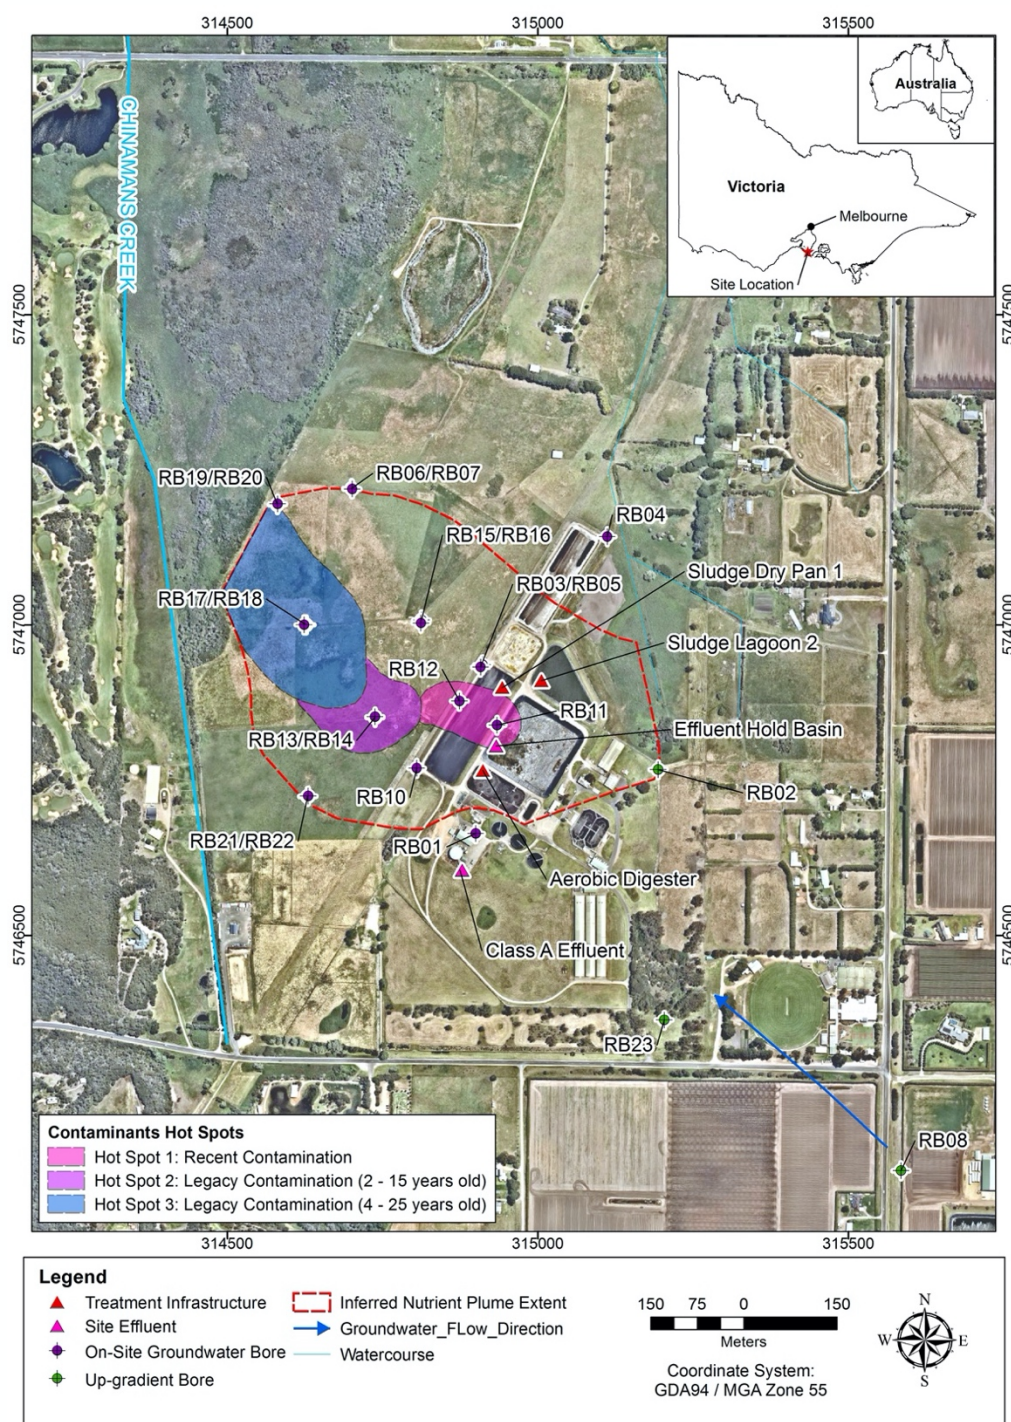 314500
315000
315500
Australia
Victoria
Melbourne
Site Location
CHINAMANS CREEK
5747500
5747500
RB06/RB07
RB19/RB20
RB04
RB15/RB16
Sludge Dry Pan 1
RB03/RB05
RB17/RB18
5747000
5747000
Sludge Lagoon 2
RB12
RB11
Effluent Hold Basin
RB13/RB14
RB02
RB10
RB21/RB22
RB01
Aerobic Digester
5746500
5746500
Class A Effluent
RB23
RB08
Contaminants Hot Spots
Hot Spot 1: Recent Contamination
Hot Spot 2: Legacy Contamination (2 - 15 years old)
Hot Spot 3: Legacy Contamination (4 - 25 years old)
314500
315000
315500
Legend
Treatment Infrastructure
Site Effluent
On-Site Groundwater Bore
Up-gradient Bore
Inferred Nutrient Plume Extent
Groundwater_FLow_Direction
Watercourse
150 75 0 150
Meters
Coordinate System:
GDA94 / MGA Zone 55
N
W E
S